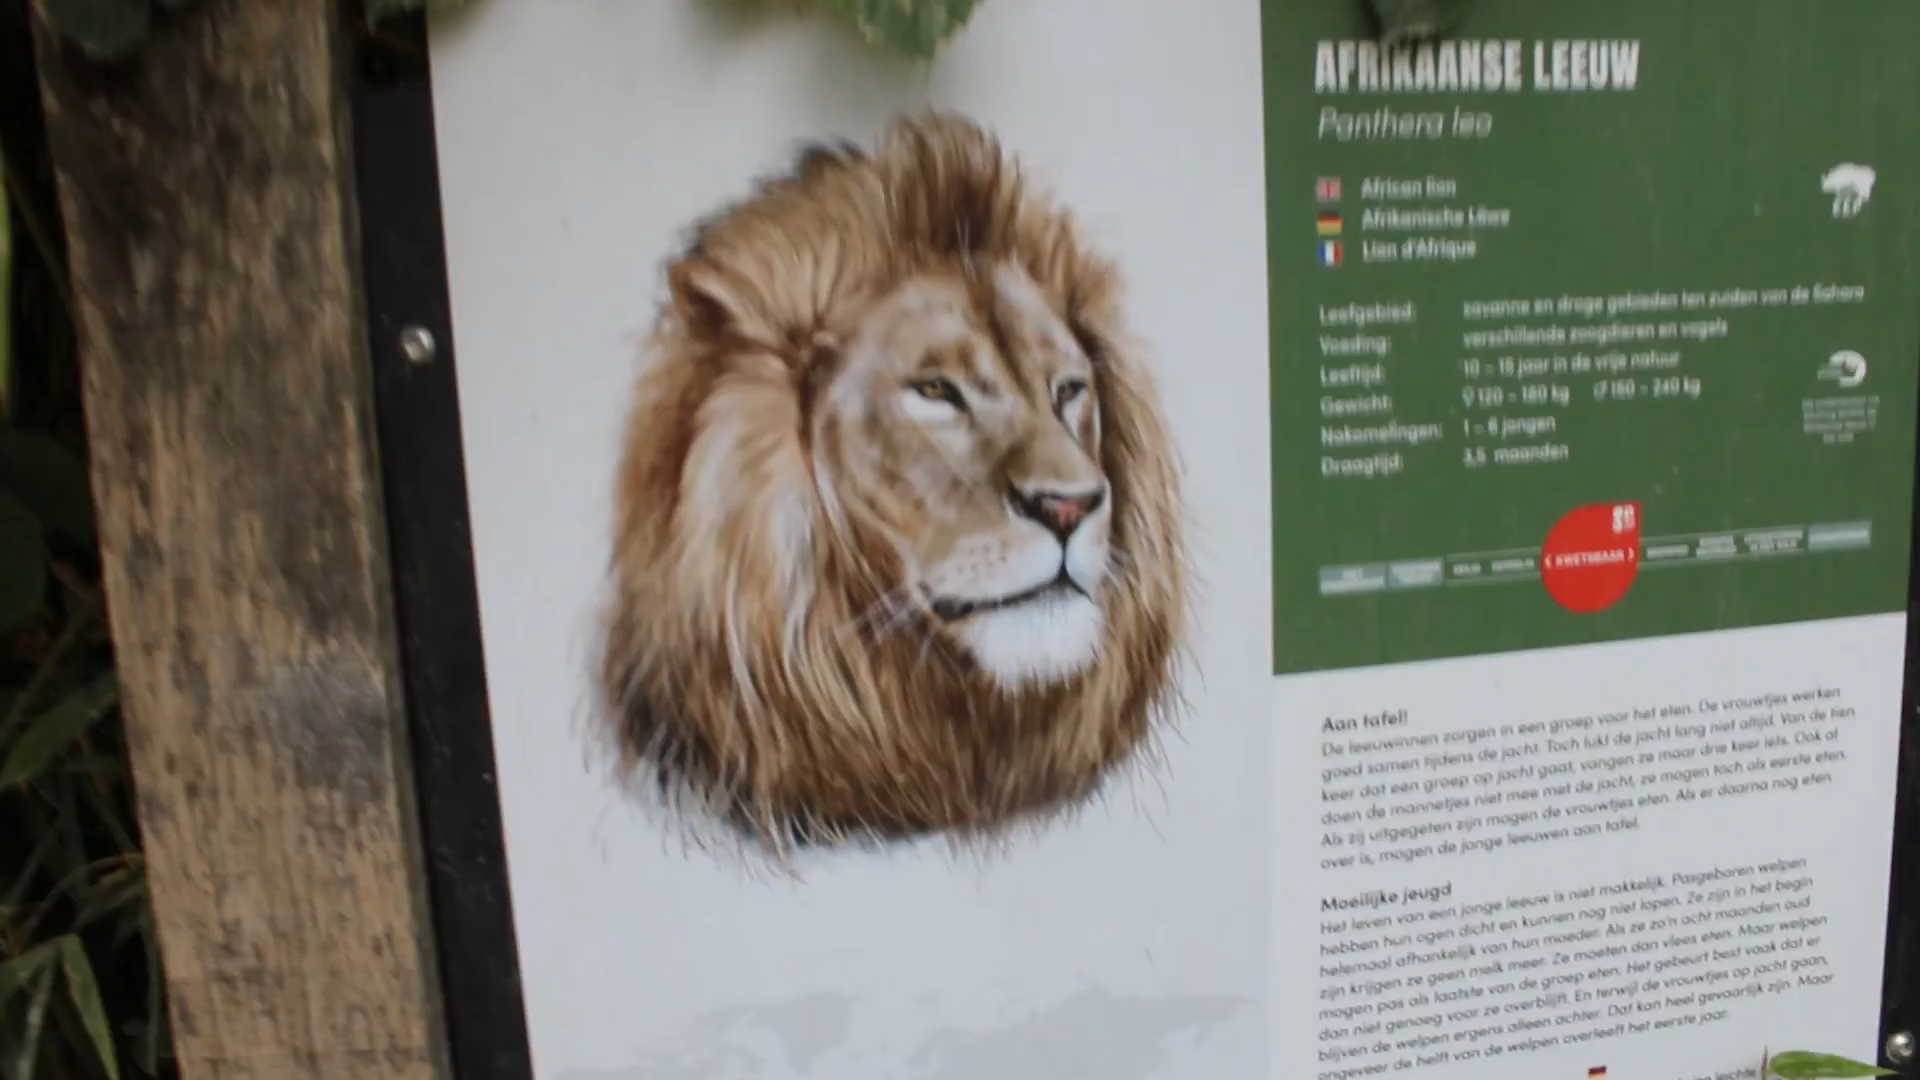 AFRIKAANSE LEEUW
Panthera leo
African lion
Afrikanische Löwe
Lion d'Afrique
Leefgebied: savanne en droge gebieden ten zuiden van de Sahara
Voeding: verschillende zoogdieren en vogels
Leeftijd: 10 - 15 jaar in de vrije natuur
Gewicht: ♀ 120 - 180 kg ♂ 150 - 240 kg
Nakomelingen: 1 - 6 jongen
Draagtijd: 3,5 maanden
KWETSBAAR
Aan tafel!
De leeuwinnen zorgen in een groep voor het eten. De vrouwtjes werken
goed samen tijdens de jacht. Toch lukt de jacht lang niet altijd. Van de tien
keer dat een groep op jacht gaat, vangen ze maar drie keer iets. Ook al
doen de mannetjes niet mee met de jacht, ze mogen toch als eerste eten.
Als zij uitgegeten zijn mogen de vrouwtjes eten. Als er daarna nog eten
over is, mogen de jonge leeuwen aan tafel.
Moeilijke jeugd
Het leven van een jonge leeuw is niet makkelijk. Pasgeboren welpen
hebben hun ogen dicht en kunnen nog niet lopen. Ze zijn in het begin
helemaal afhankelijk van hun moeder. Als ze zo'n acht maanden oud
zijn krijgen ze geen melk meer. Ze moeten dan vlees eten. Maar welpen
mogen pas als laatste van de groep eten. Het gebeurt best vaak dat er
dan niet genoeg voor ze overblijft. En terwijl de vrouwtjes op jacht gaan,
blijven de welpen ergens alleen achter. Dat kan heel gevaarlijk zijn. Maar
ongeveer de helft van de welpen overleeft het eerste jaar.
leichte